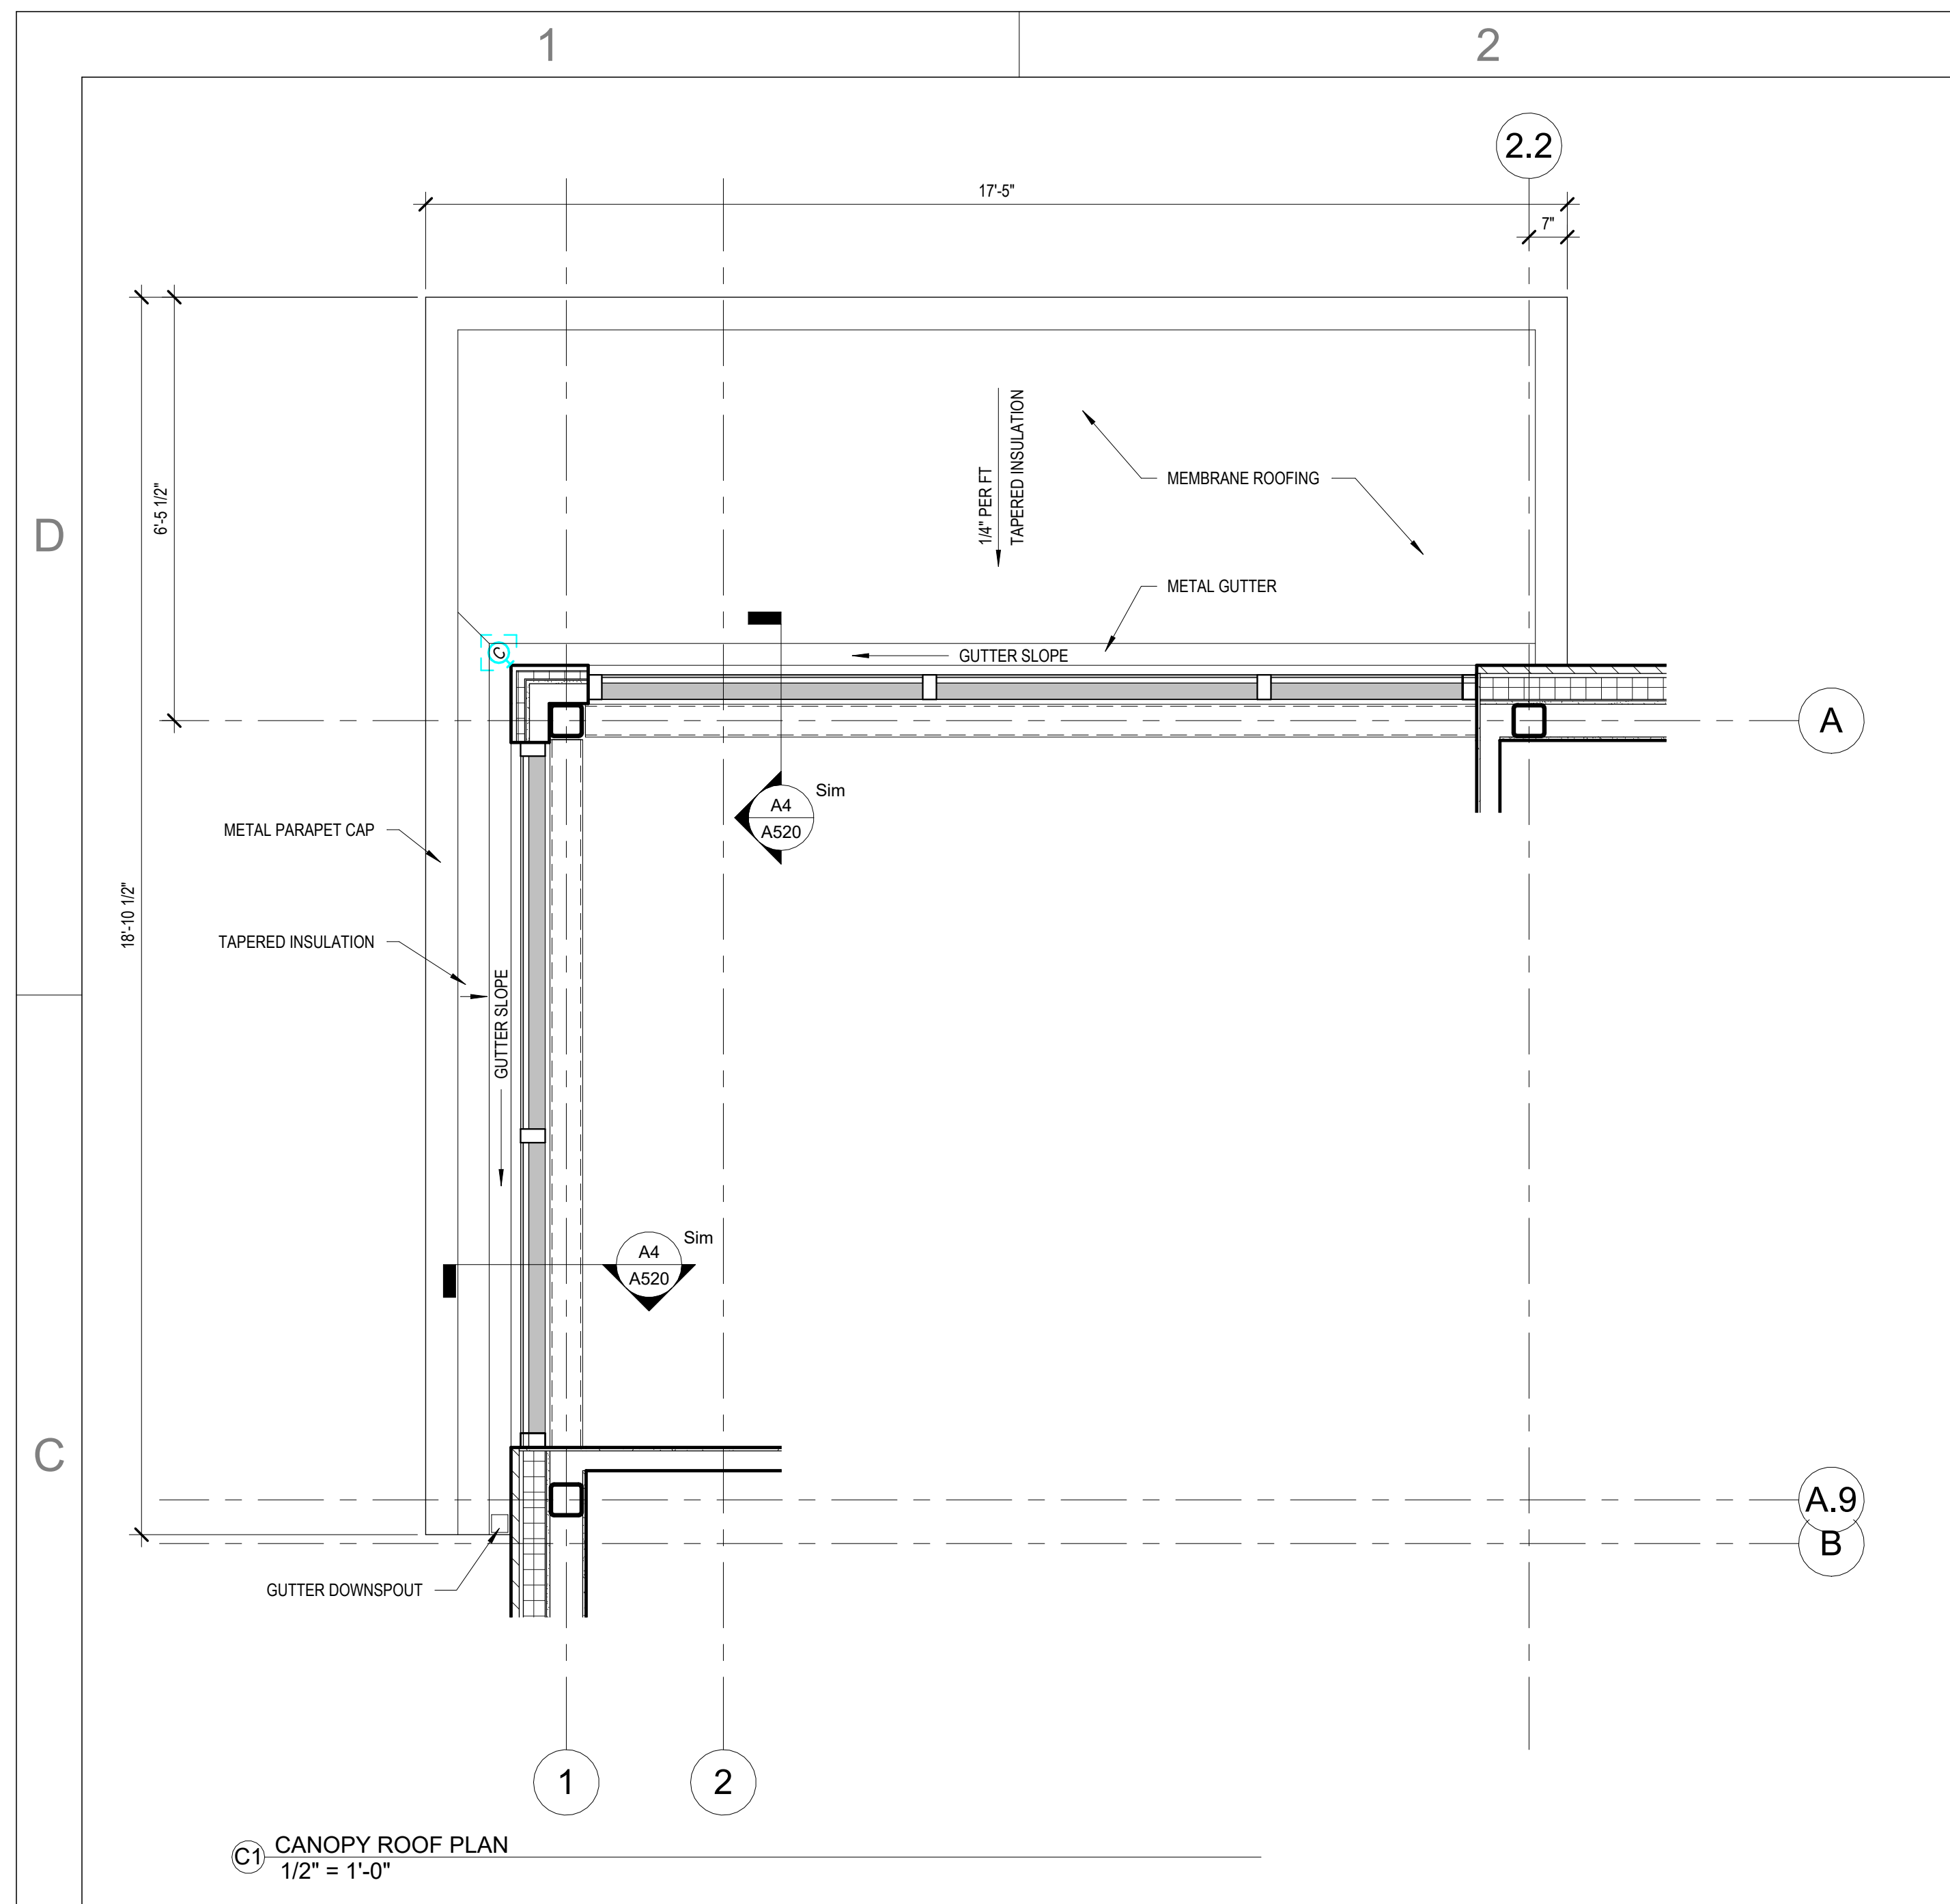 1
2
2.2
17'-5"
7"
D
6'-5 1/2"
1/4" PER FT
TAPERED INSULATION
MEMBRANE ROOFING
METAL GUTTER
C
GUTTER SLOPE
A
Sim
A4
A520
METAL PARAPET CAP
18'-10 1/2"
TAPERED INSULATION
GUTTER SLOPE
Sim
A4
A520
C
A.9
B
GUTTER DOWNSPOUT
1
2
C1
CANOPY ROOF PLAN
1/2" = 1'-0"